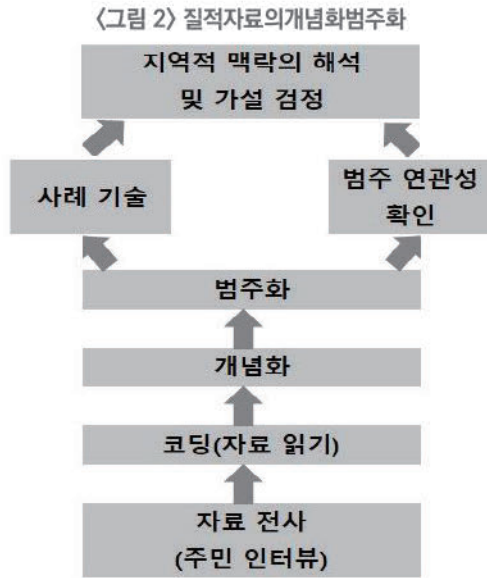 〈그림 2〉 질적자료의개념화범주화
지역적 맥락의 해석
및 가설 검정
사례 기술
범주 연관성
확인
범주화
개념화
코딩(자료 읽기)
자료 전사
(주민 인터뷰)